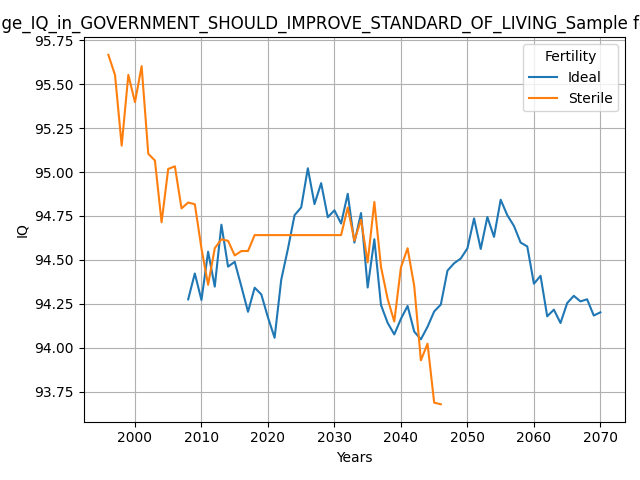 ge_IQ_in_GOVERNMENT_SHOULD_IMPROVE_STANDARD_OF_LIVING_Sample f
95.75
95.50
95.25
95.00
94.75
94.50
94.25
94.00
93.75
IQ
Fertility
Ideal
Sterile
2000 2010 2020 2030 2040 2050 2060 2070
Years